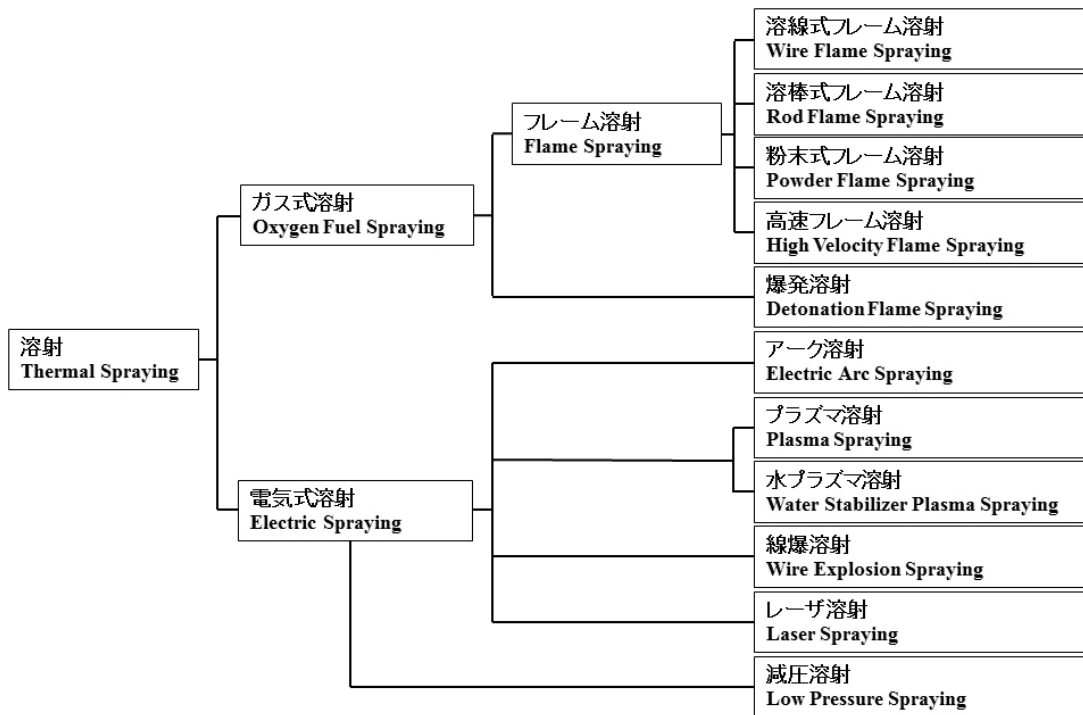 溶射
Thermal Spraying
ガス式溶射
Oxygen Fuel Spraying
電気式溶射
Electric Spraying
フレーム溶射
Flame Spraying
溶線式フレーム溶射
Wire Flame Spraying
溶棒式フレーム溶射
Rod Flame Spraying
粉末式フレーム溶射
Powder Flame Spraying
高速フレーム溶射
High Velocity Flame Spraying
爆発溶射
Detonation Flame Spraying
アーク溶射
Electric Arc Spraying
プラズマ溶射
Plasma Spraying
水プラズマ溶射
Water Stabilizer Plasma Spraying
線爆溶射
Wire Explosion Spraying
レーザ溶射
Laser Spraying
減圧溶射
Low Pressure Spraying